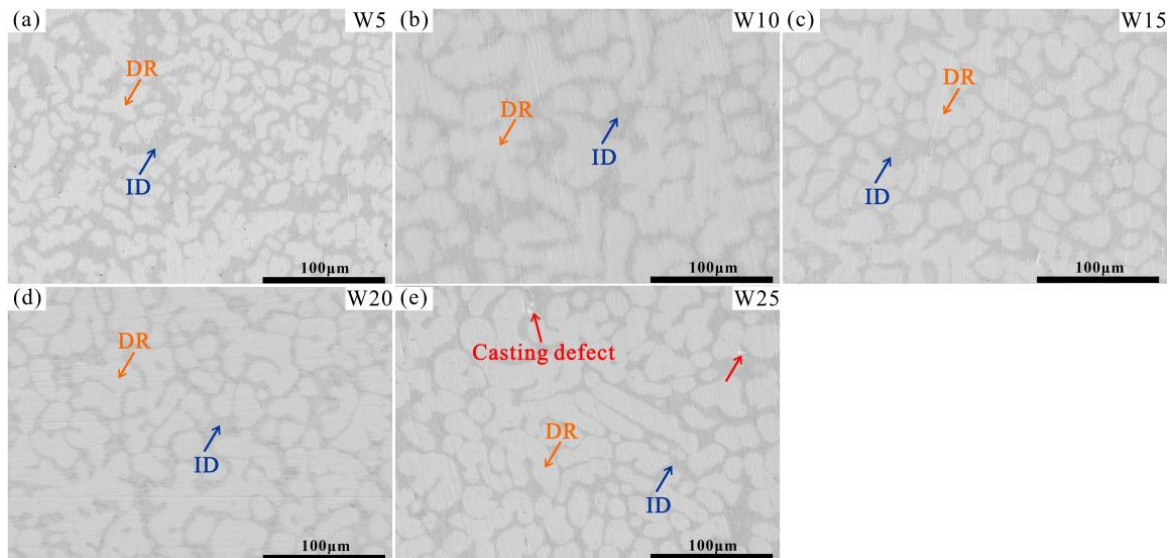 (a)
W5
DR
ID
100μm
(b)
W10
DR
ID
100μm
(c)
W15
DR
ID
100μm
(d)
W20
DR
ID
100μm
(e)
W25
Casting defect
DR
ID
100μm